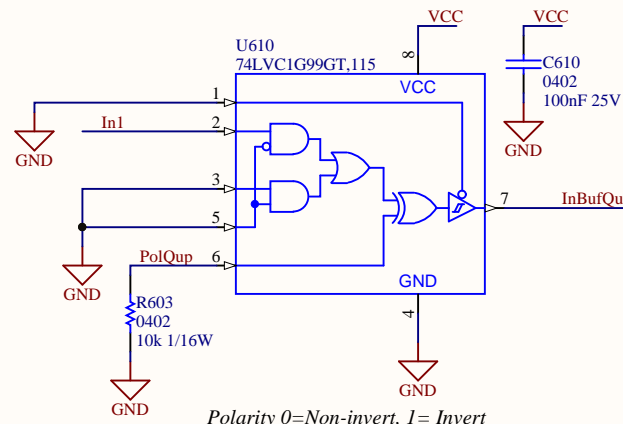 VCC
VCC
U610
74LVC1G99GT,115
8
VCC
C610
0402
100nF 25V
GND
1
GND
In1
2
3
5
7
InBufQu
GND
PolQup
6
R603
0402
10k 1/16W
GND
4
GND
GND
Polarity 0=Non-invert, 1= Invert